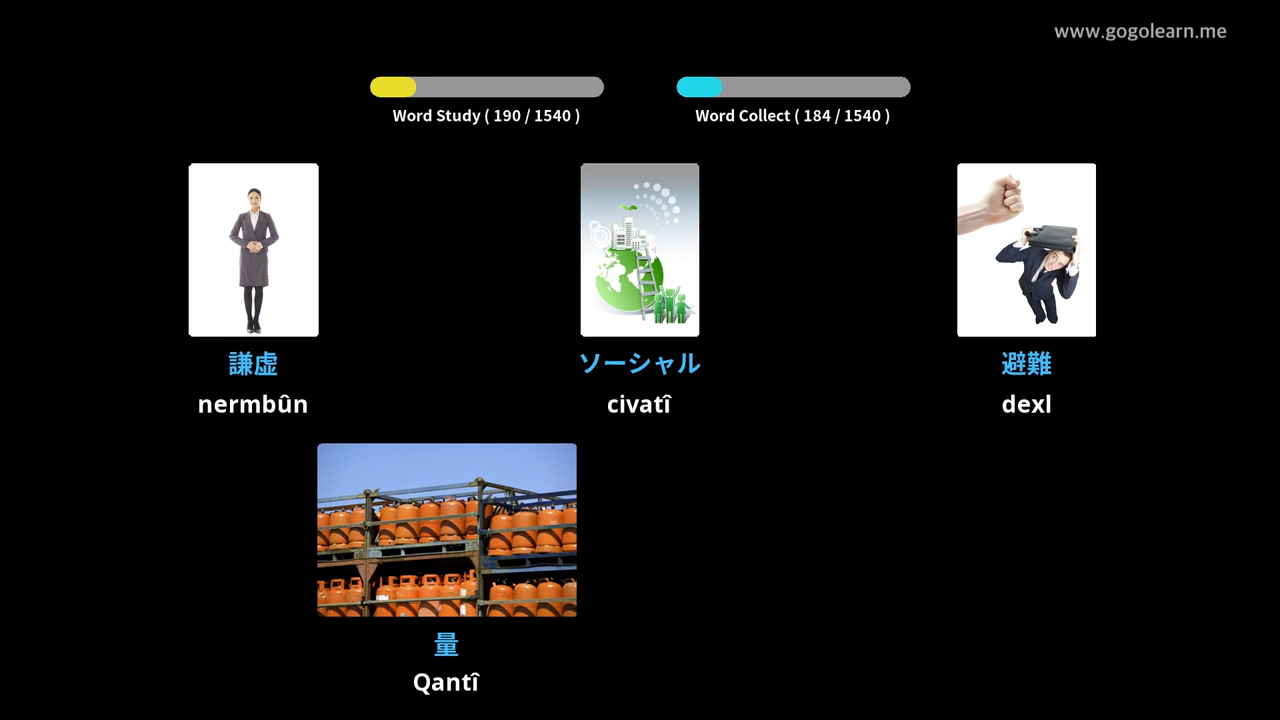 www.gogolearn.me
Word Study ( 190 / 1540 )
Word Collect ( 184 / 1540 )
謙虚
ソーシャル
避難
nermbûn
civatî
dexl
量
Qantî